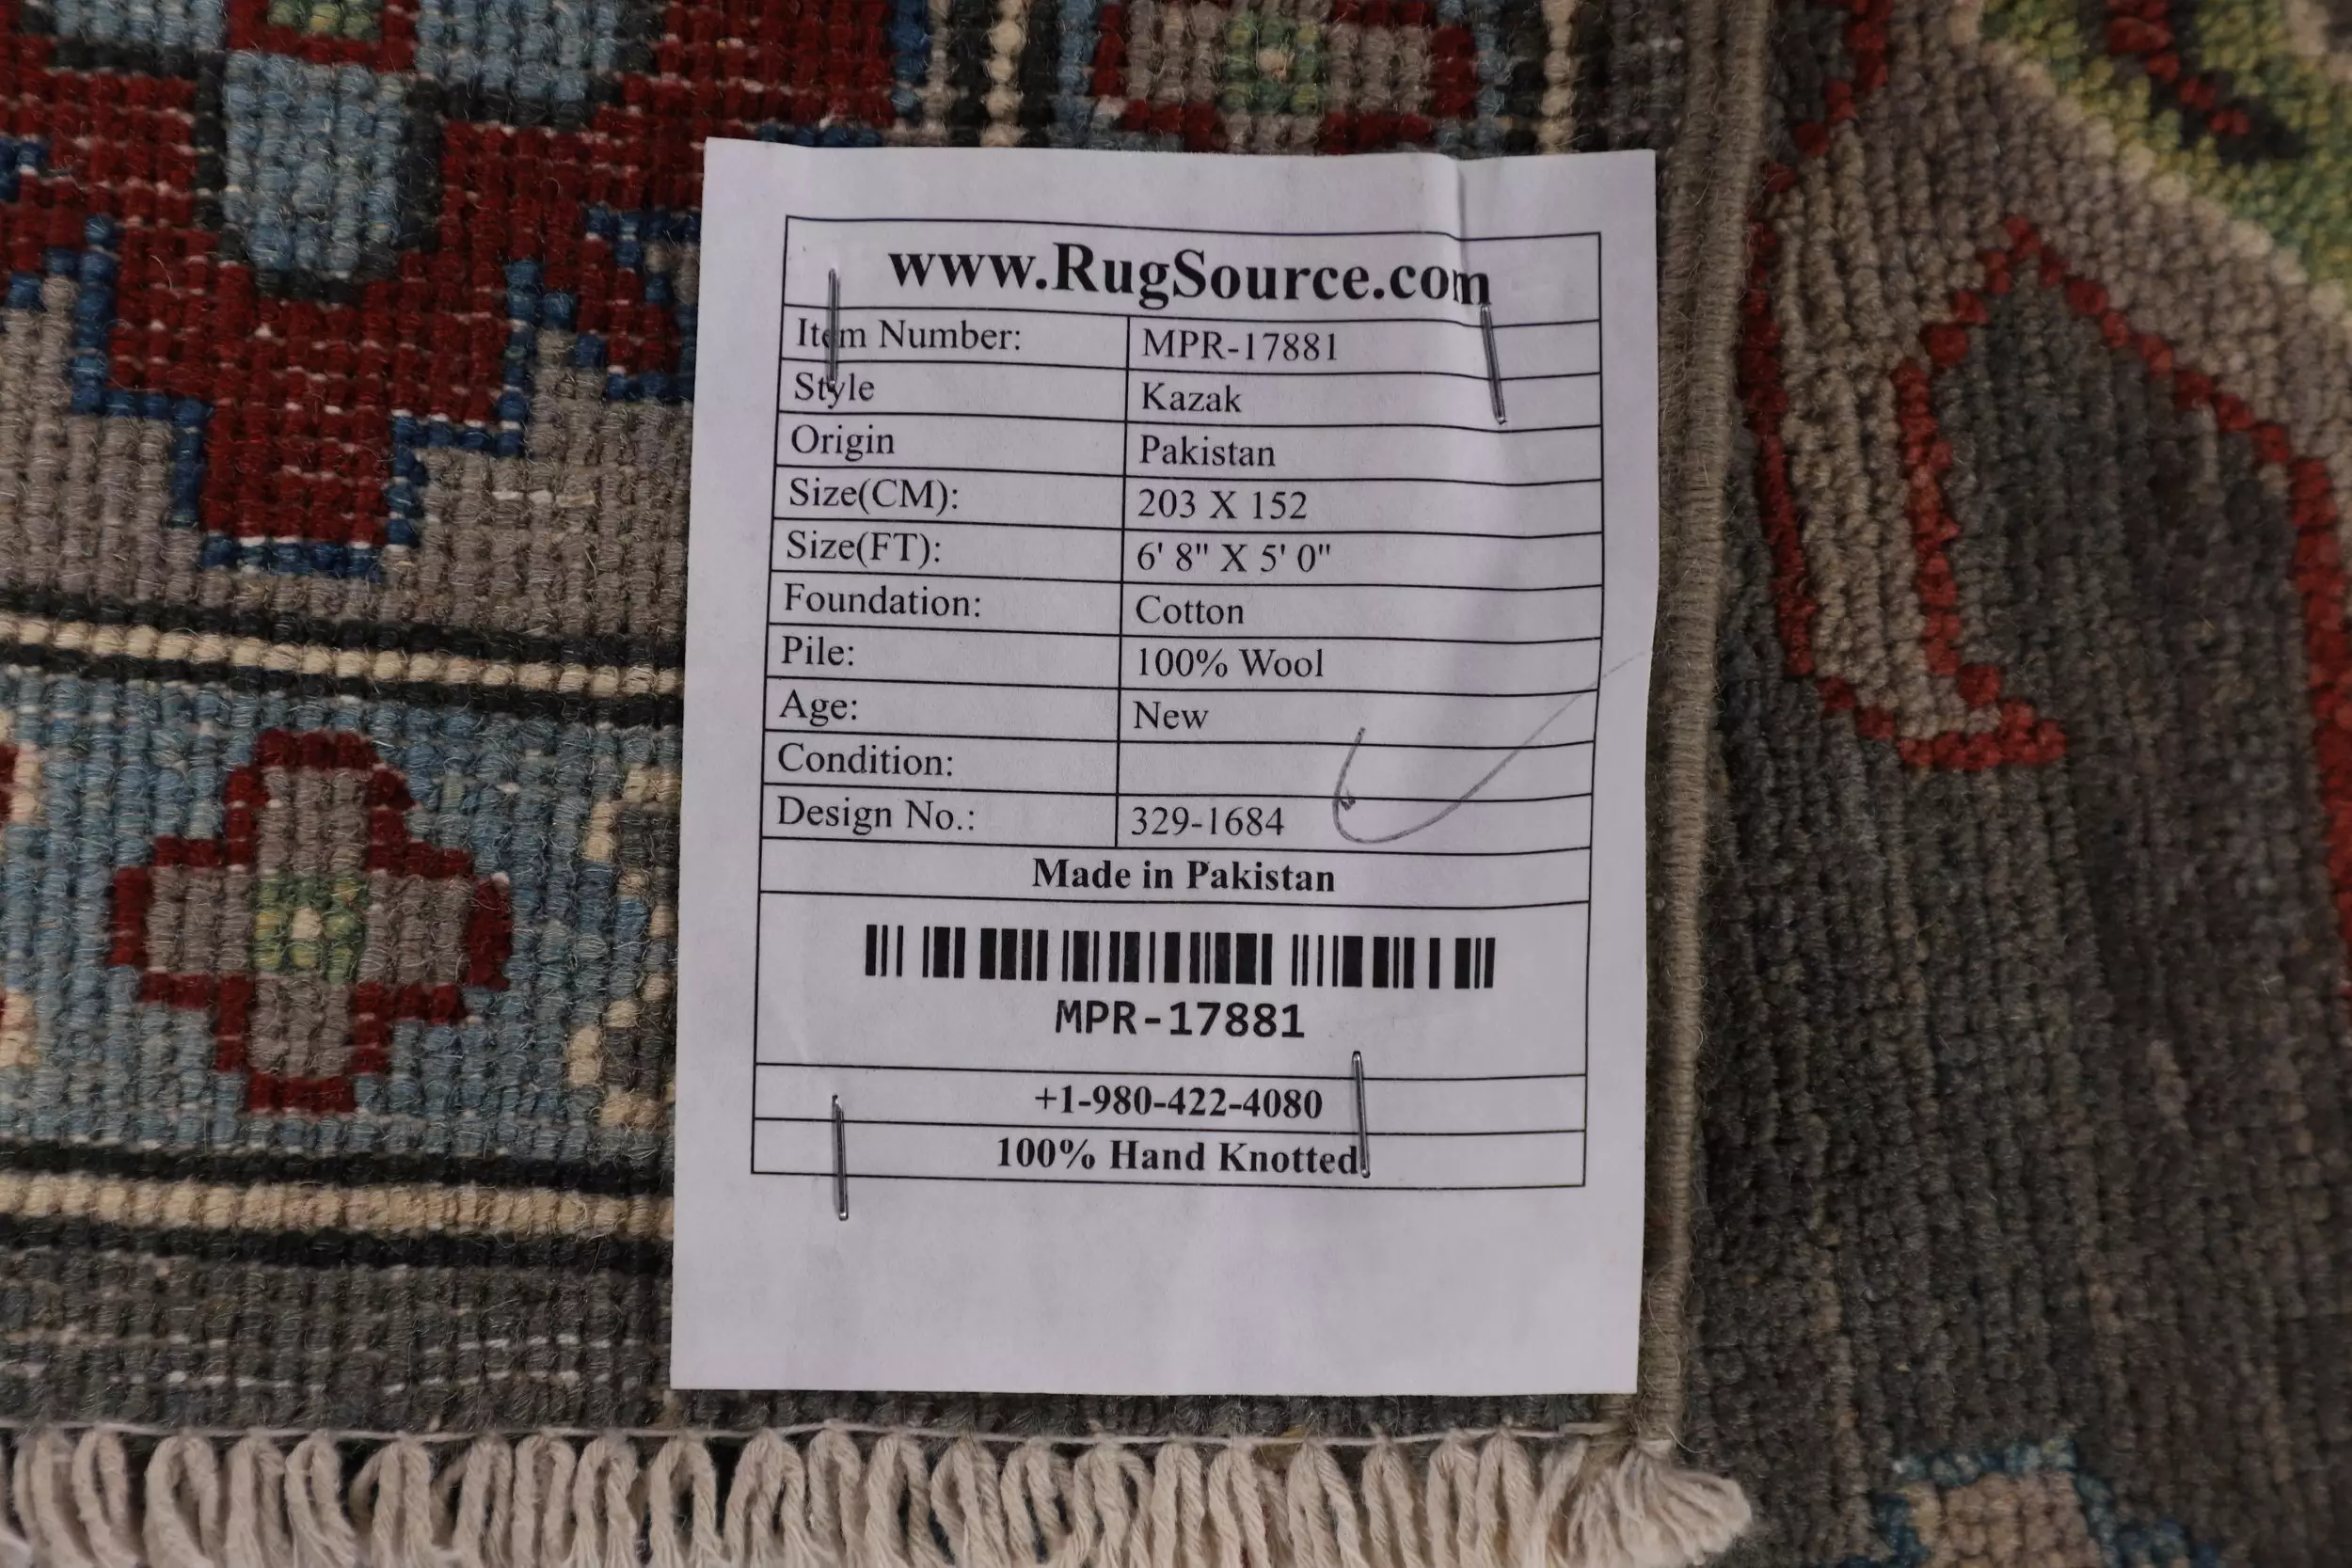 www.RugSource.com
Item Number: MPR-17881
Style Kazak
Origin Pakistan
Size(CM): 203 X 152
Size(FT): 6' 8" X 5' 0"
Foundation: Cotton
Pile: 100% Wool
Age: New
Condition:
Design No.: 329-1684
Made in Pakistan
MPR-17881
+1-980-422-4080
100% Hand Knotted